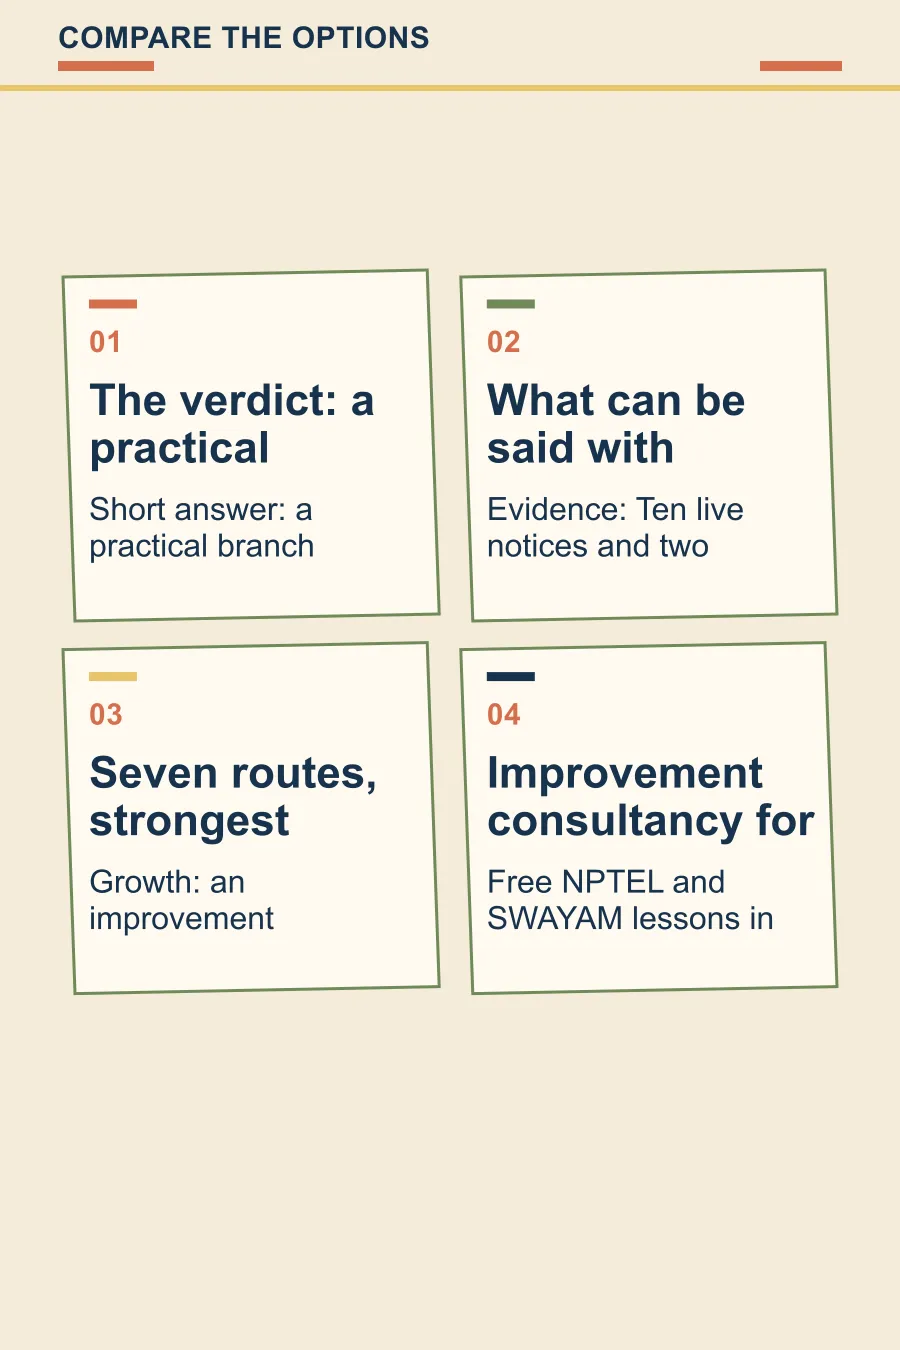 COMPARE THE OPTIONS
01
The verdict: a
practical
Short answer: a
practical branch
02
What can be
said with
Evidence: Ten live
notices and two
03
Seven routes,
strongest
Growth: an
improvement
04
Improvement
consultancy for
Free NPTEL and
SWAYAM lessons in